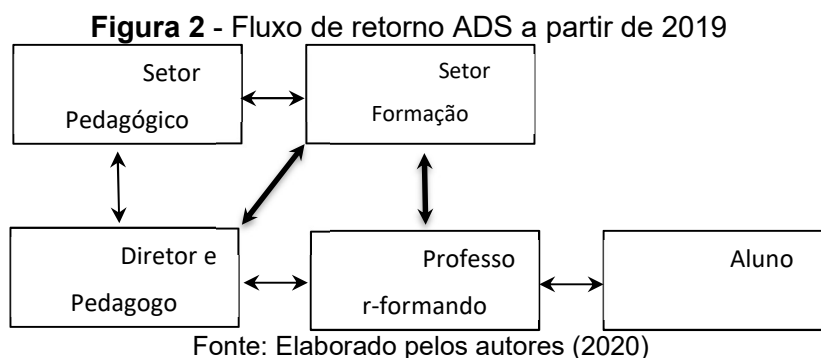 Figura 2 - Fluxo de retorno ADS a partir de 2019
Setor
Pedagógico
Setor
Formação
Diretor e
Pedagogo
Professo
r-formando
Aluno
Fonte: Elaborado pelos autores (2020)